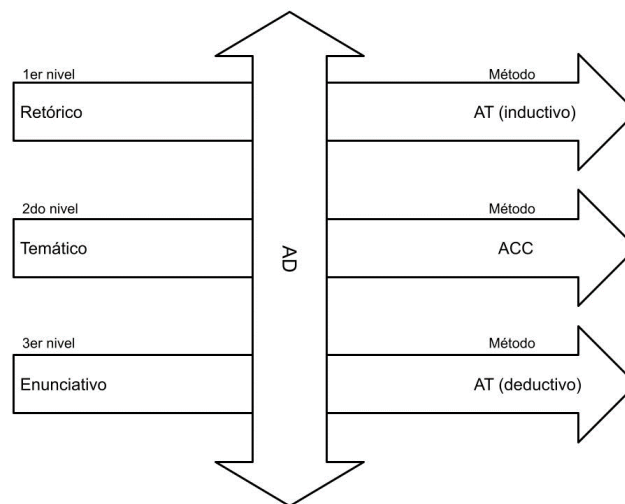 1er nivel
Método
Retórico
AT (inductivo)
2do nivel
Método
Temático
ACC
AD
3er nivel
Método
Enunciativo
AT (deductivo)